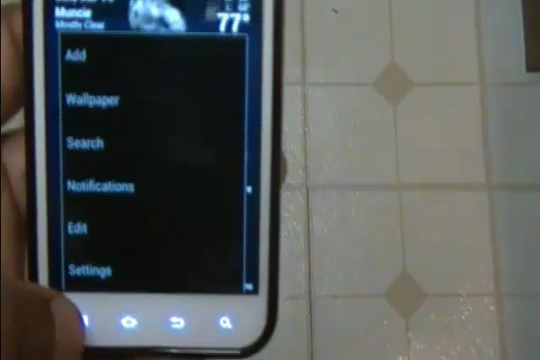 Muncie
Mostly Clear
77°
Add
Wallpaper
Search
Notifications
Edit
Settings